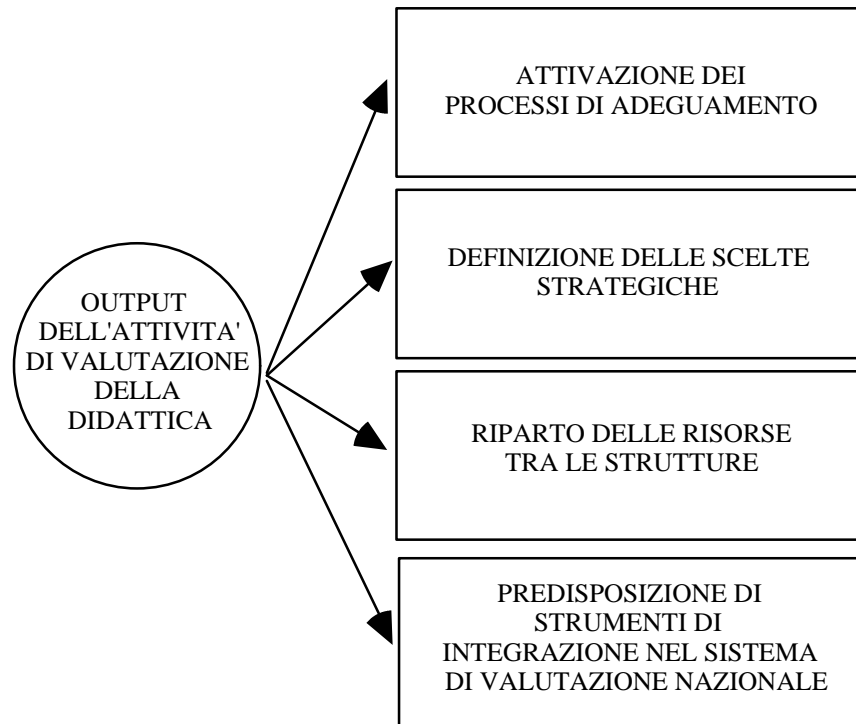 OUTPUT
DELL'ATTIVITA'
DI VALUTAZIONE
DELLA
DIDATTICA
ATTIVAZIONE DEI
PROCESSI DI ADEGUAMENTO
DEFINIZIONE DELLE SCELTE
STRATEGICHE
RIPARTO DELLE RISORSE
TRA LE STRUTTURE
PREDISPOSIZIONE DI
STRUMENTI DI
INTEGRAZIONE NEL SISTEMA
DI VALUTAZIONE NAZIONALE